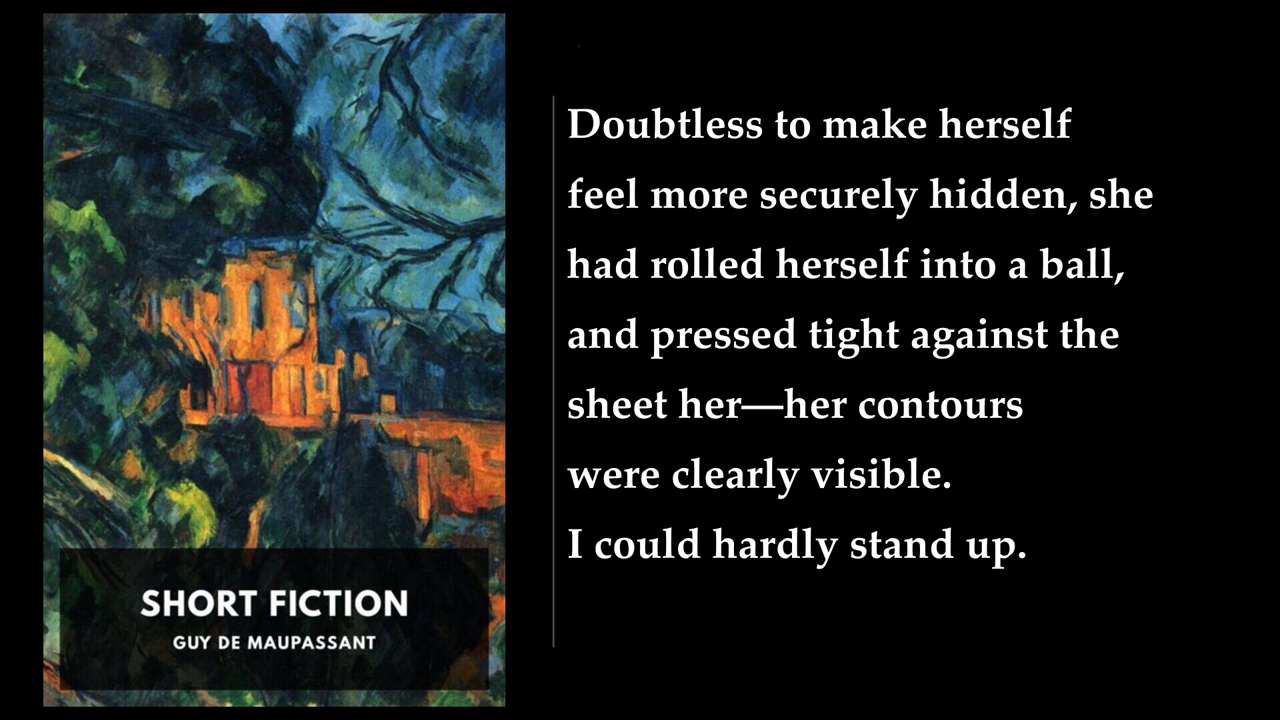 SHORT FICTION
GUY DE MAUPASSANT
Doubtless to make herself
feel more securely hidden, she
had rolled herself into a ball,
and pressed tight against the
sheet her—her contours
were clearly visible.
I could hardly stand up.